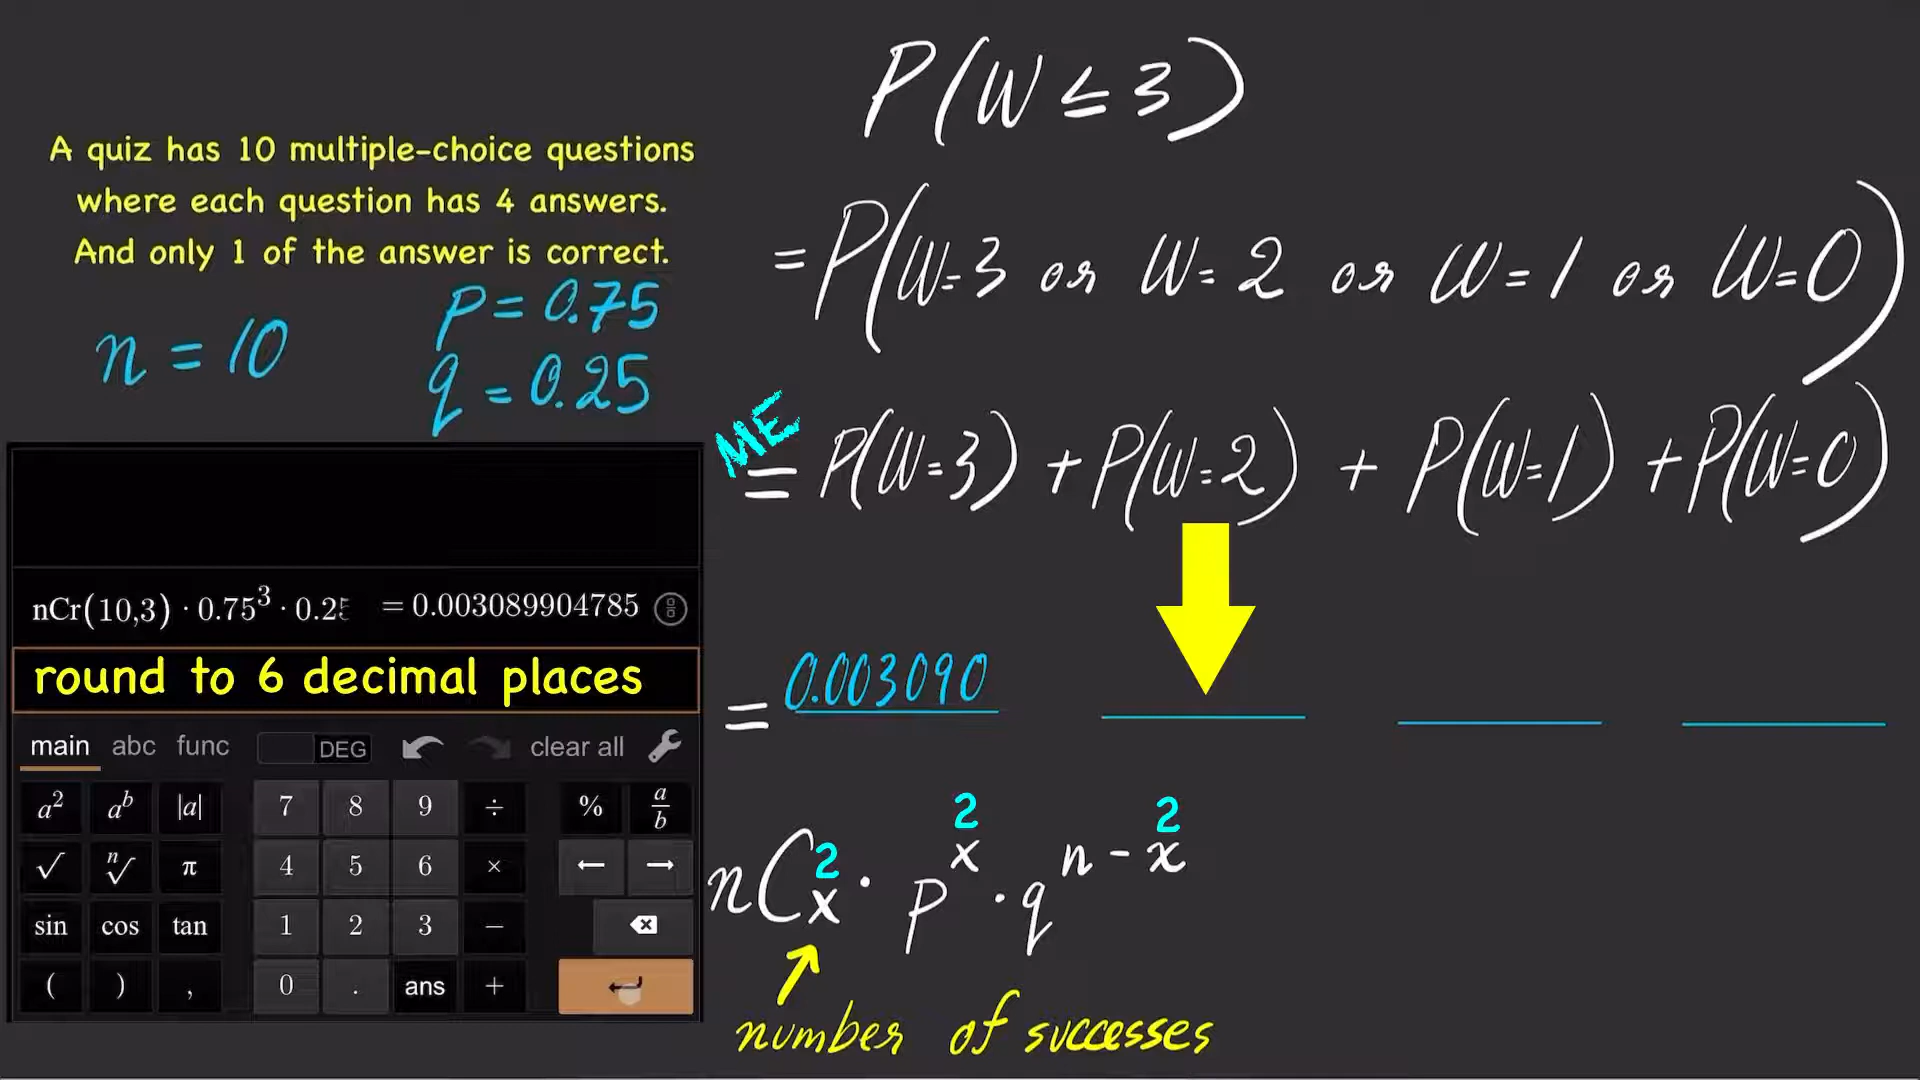 A quiz has 10 multiple-choice questions
where each question has 4 answers.
And only 1 of the answer is correct.
n = 10
p = 0.75
q = 0.25
P(W ≤ 3)
= P(W=3 or W=2 or W=1 or W=0)
ME
= P(W=3) + P(W=2) + P(W=1) + P(W=0)
= 0.003090
nCx · p^x · q^(n-x)
2 2 2
number of successes
nCr(10,3) · 0.75³ · 0.25 = 0.003089904785
round to 6 decimal places
main abc func DEG clear all
a² aᵇ |a| 7 8 9 ÷ % a/b
√ ⁿ√ π 4 5 6 × ← →
sin cos tan 1 2 3 −
( ) , 0 . ans +